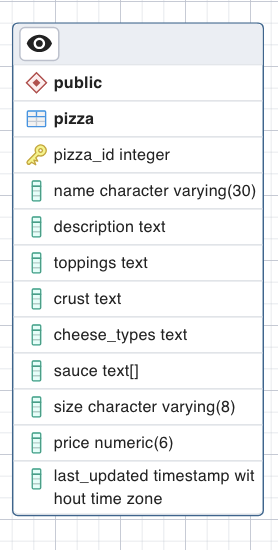 public
pizza
pizza_id integer
name character varying(30)
description text
toppings text
crust text
cheese_types text
sauce text[]
size character varying(8)
price numeric(6)
last_updated timestamp wit
hout time zone